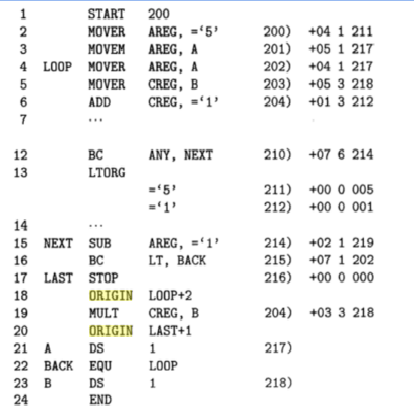 1 START 200
2 MOVER AREG, =‘5’ 200) +04 1 211
3 MOVEM AREG, A 201) +05 1 217
4 LOOP MOVER AREG, A 202) +04 1 217
5 MOVER CREG, B 203) +05 3 218
6 ADD CREG, =‘1’ 204) +01 3 212
7 ...
12 BC ANY, NEXT 210) +07 6 214
13 LTORG
=‘5’ 211) +00 0 005
=‘1’ 212) +00 0 001
14 ...
15 NEXT SUB AREG, =‘1’ 214) +02 1 219
16 BC LT, BACK 215) +07 1 202
17 LAST STOP 216) +00 0 000
18 ORIGIN LOOP+2
19 MULT CREG, B 204) +03 3 218
20 ORIGIN LAST+1
21 A DS 1 217)
22 BACK EQU LOOP
23 B DS 1 218)
24 END